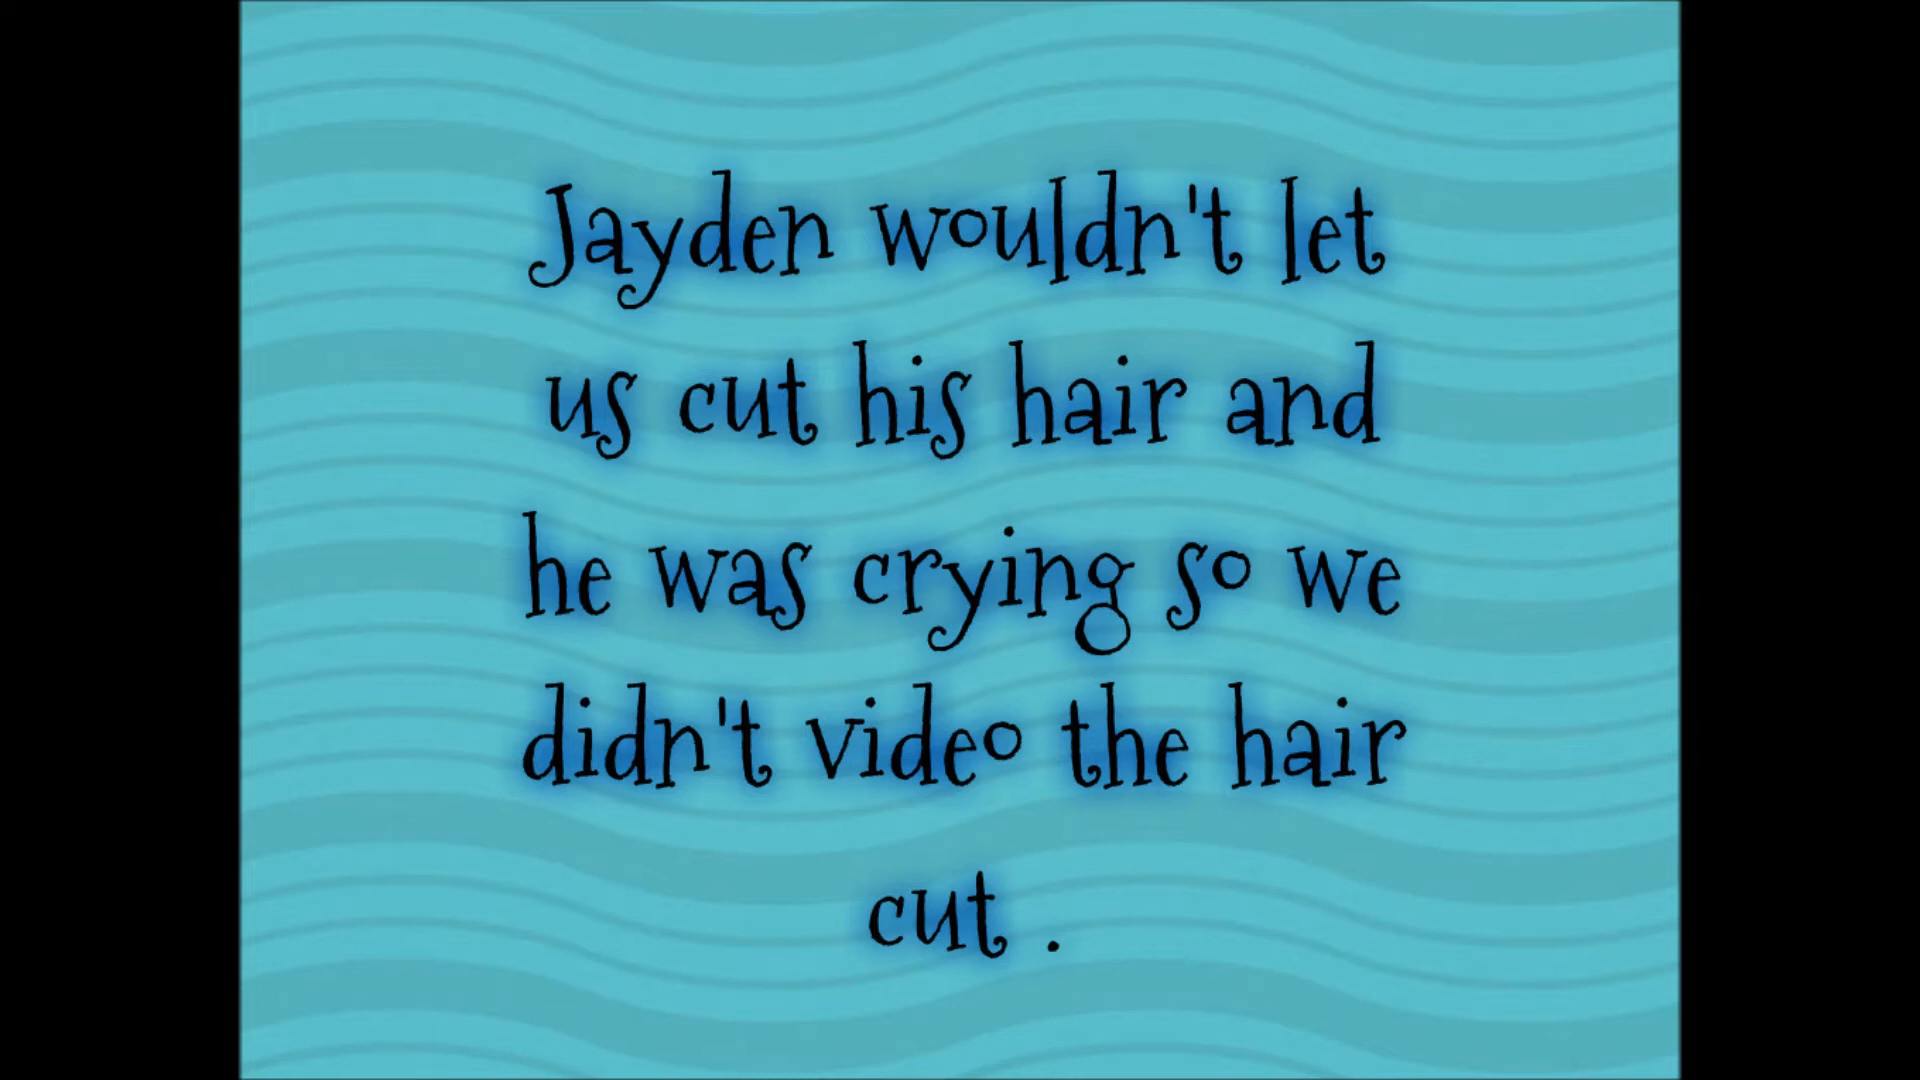 Jayden wouldn't let
us cut his hair and
he was crying so we
didn't video the hair
cut .